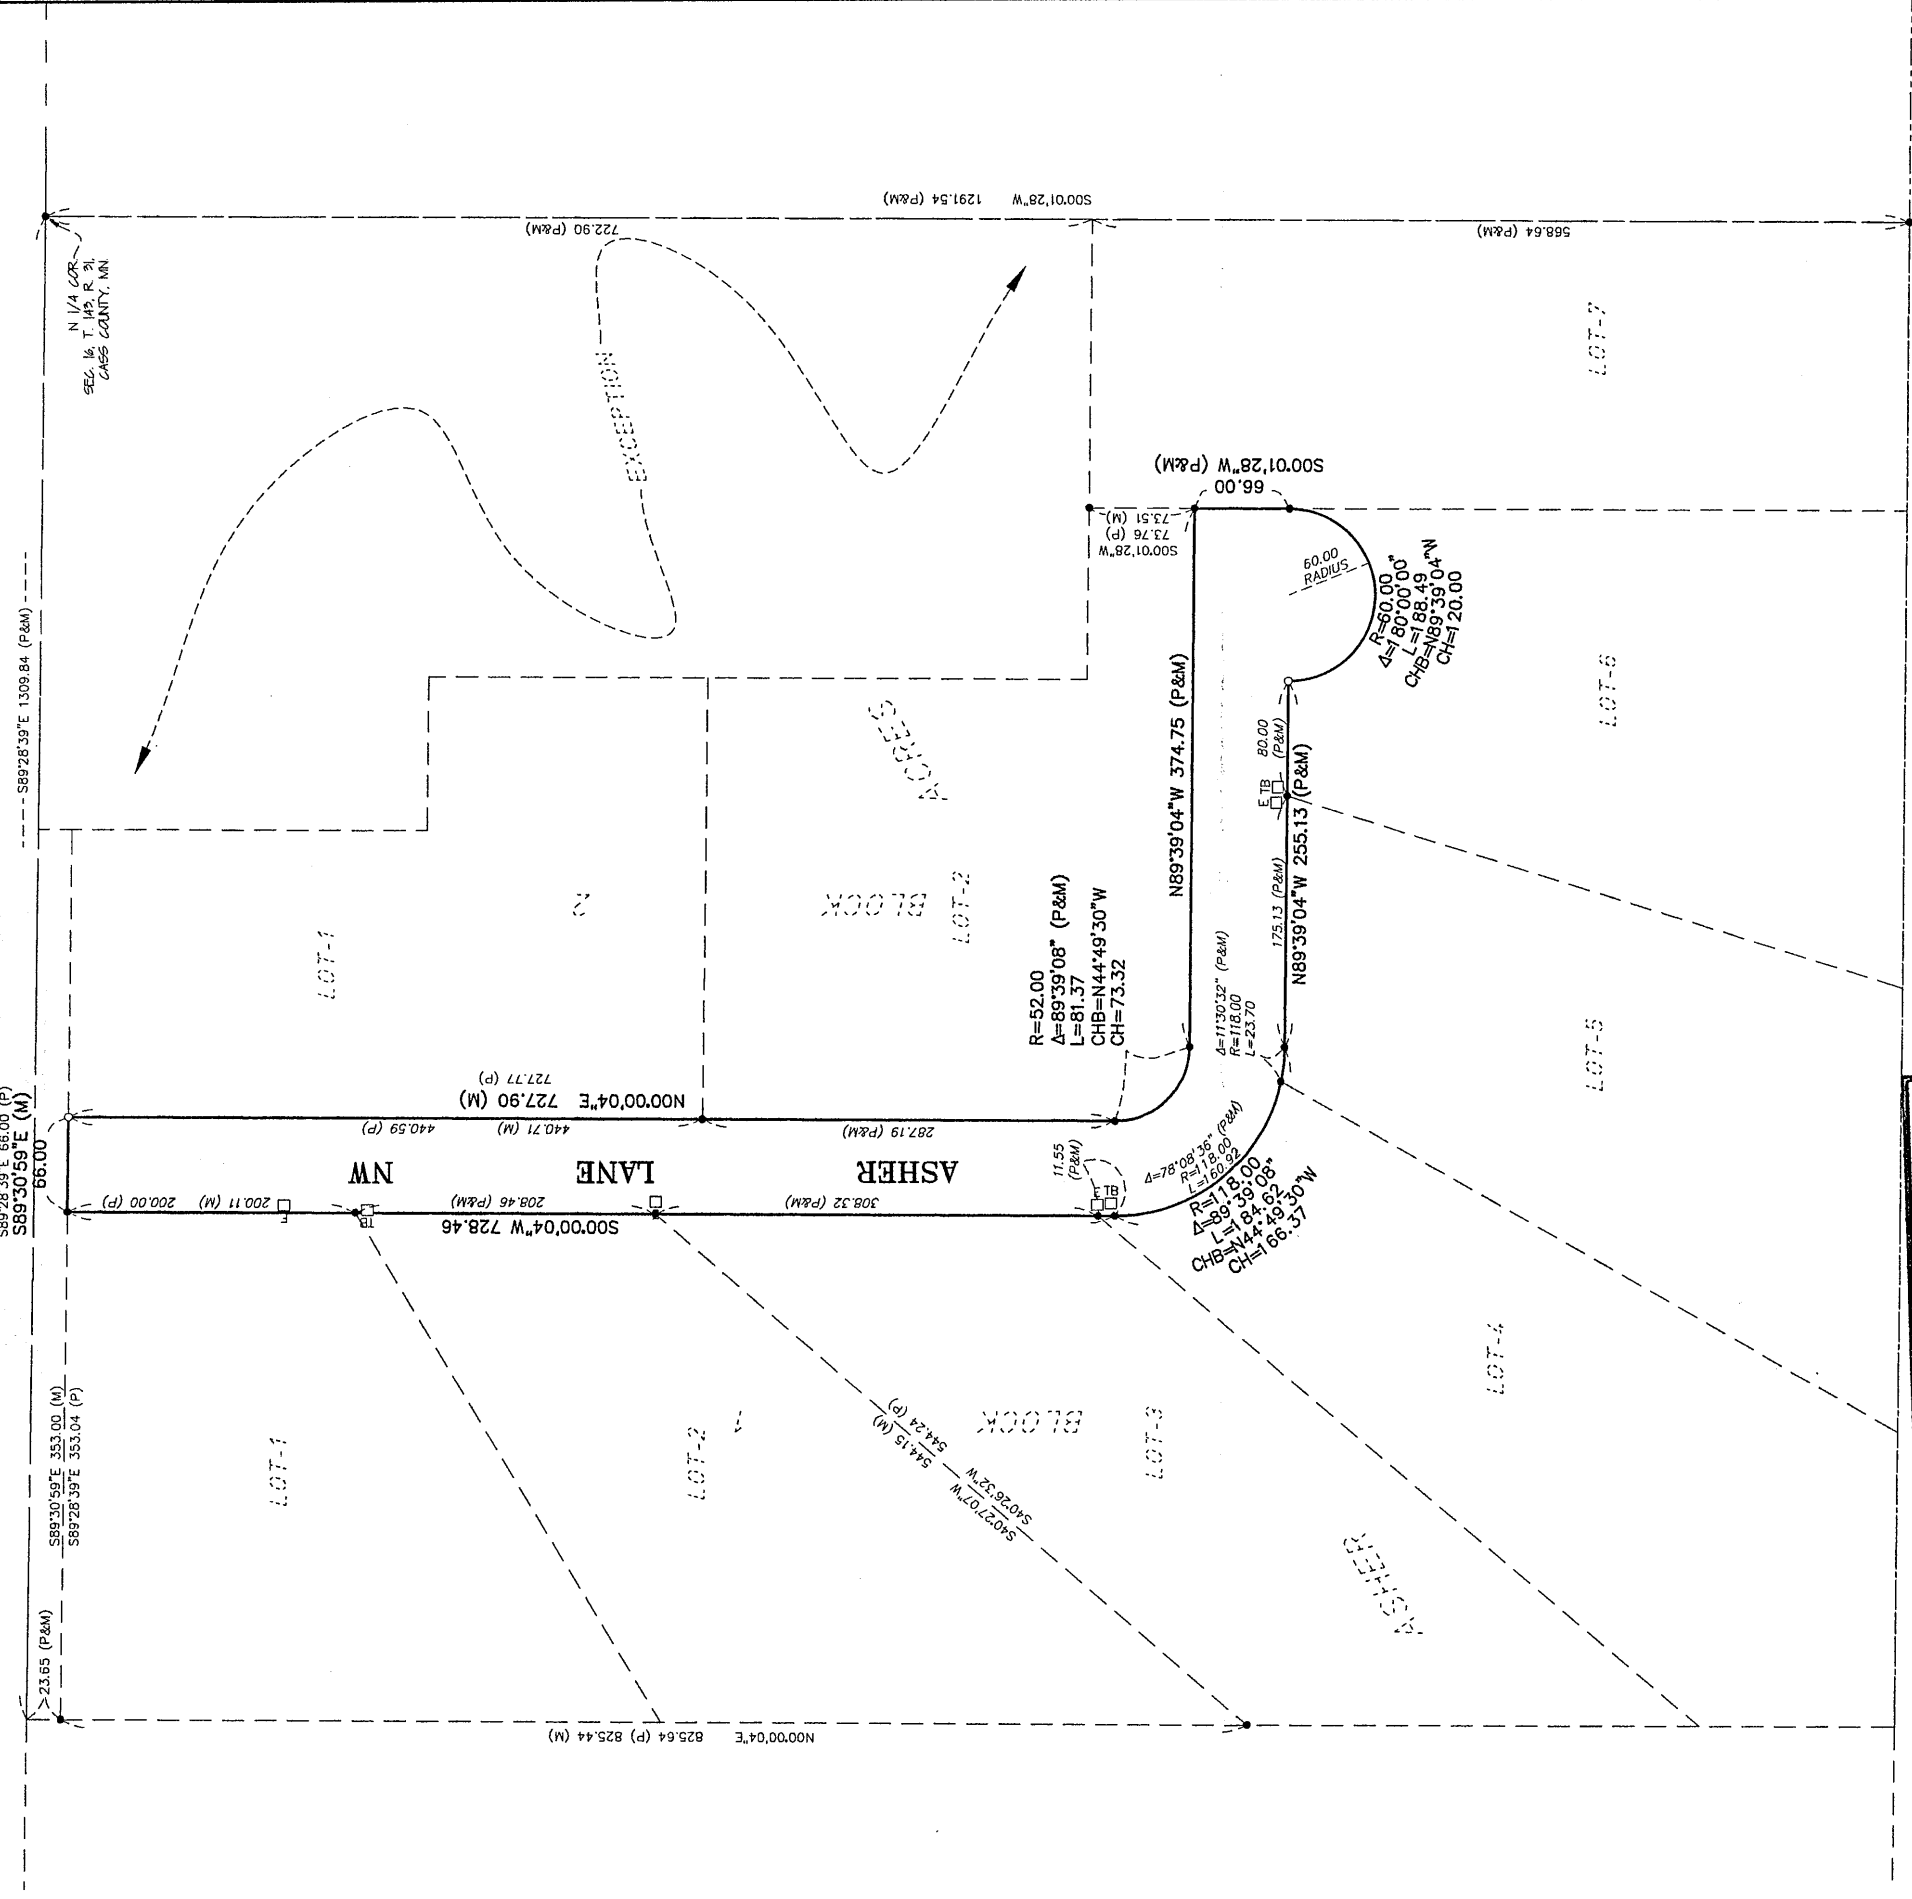 S89°28'39"E 66.00 (P)
S89°30'59"E (M)
66.00
S89°28'39"E 1309.84 (P&M)
N 1/4 COR.
SEC. 16, T. 143, R. 31,
CASS COUNTY, MN.
S00°01'28"W 1291.54 (P&M)
722.90 (P&M)
568.64 (P&M)
EXCEPTION
LOT-7
S00°01'28"W (P&M)
66.00
S00°01'28"W
73.76 (P)
73.51 (M)
60.00
RADIUS
R=60.00
Δ=180°00'00"
L=188.49
CHB=N89°39'04"W
CH=120.00
LOT-6
N89°39'04"W 374.75 (P&M)
80.00
(P&M)
E TB
N89°39'04"W 255.13 (P&M)
175.13 (P&M)
Δ=11°30'32" (P&M)
R=118.00
L=23.70
LOT-5
ACRES
LOT-1
2
BLOCK
LOT-2
R=52.00
Δ=89°39'08" (P&M)
L=81.37
CHB=N44°49'30"W
CH=73.32
727.77 (P)
N00°00'04"E 727.90 (M)
440.59 (P) 440.71 (M)
287.19 (P&M)
ASHER LANE NW
11.55
(P&M)
E TB
Δ=78°08'36" (P&M)
R=118.00
L=160.92
R=118.00
Δ=89°39'08"
L=184.62
CHB=N44°49'30"W
CH=166.37
200.00 (P) 200.11 (M)
E
TB
208.46 (P&M)
E
308.32 (P&M)
S00°00'04"W 728.46
LOT-4
S89°30'59"E 353.00 (M)
S89°28'39"E 353.04 (P)
23.65 (P&M)
LOT-1
LOT-2
1
BLOCK
LOT-3
544.24 (P)
544.15 (M)
S40°27'07"W
S40°26'32"W
ASHER
N00°00'04"E 825.64 (P) 825.44 (M)